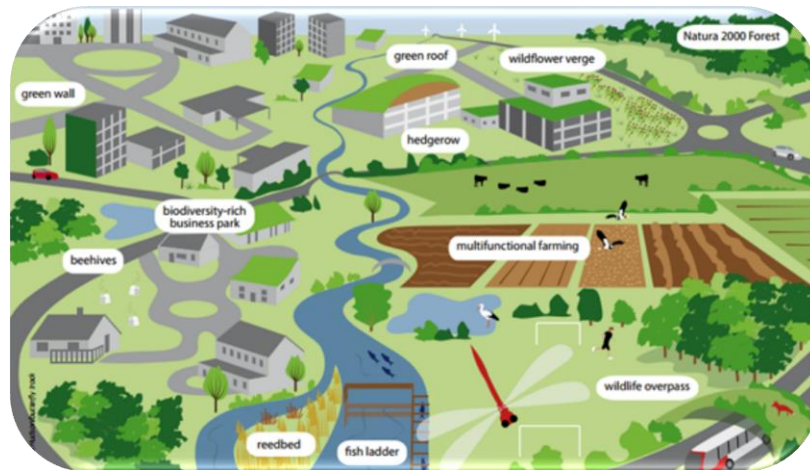 Natura 2000 Forest
green roof
wildflower verge
green wall
hedgerow
biodiversity-rich
business park
multifunctional farming
beehives
wildlife overpass
reedbed
fish ladder